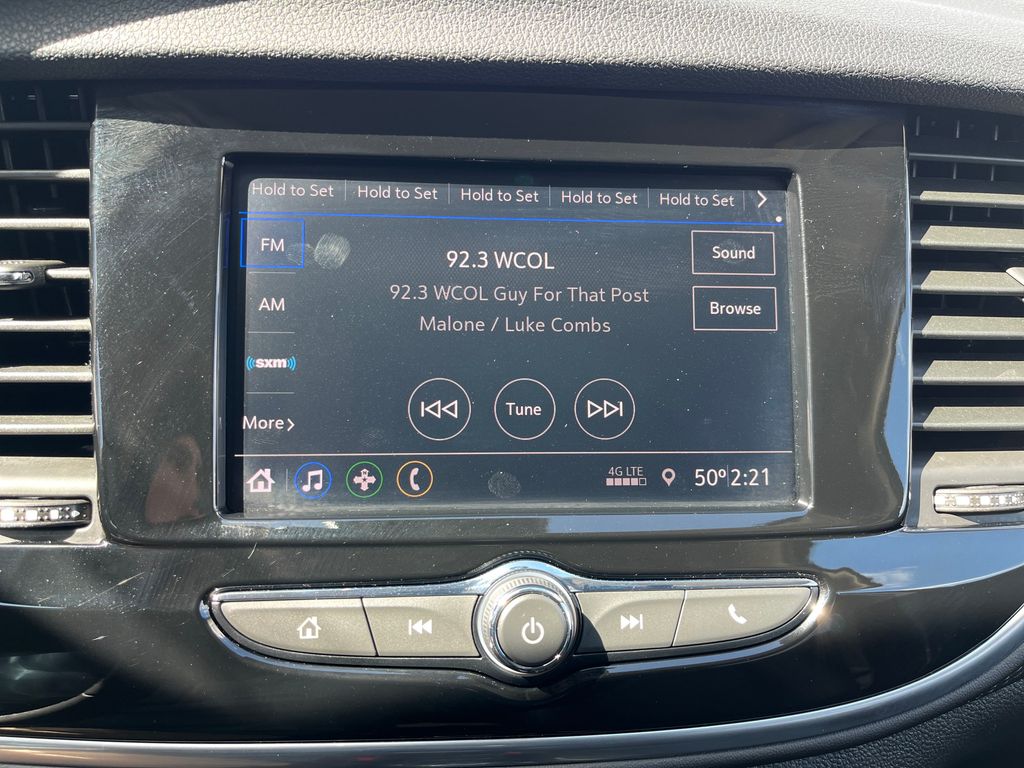 Hold to Set Hold to Set Hold to Set Hold to Set Hold to Set
FM
92.3 WCOL
Sound
92.3 WCOL Guy For That Post
AM
Browse
Malone / Luke Combs
sxm
Tune
More
4G LTE
50° 2:21